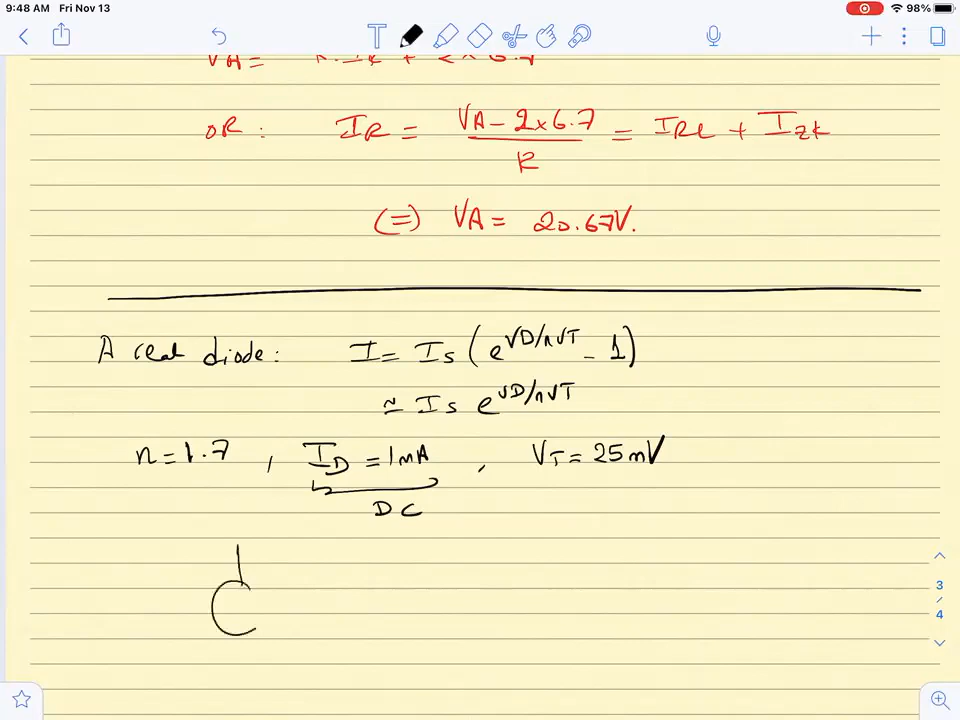 9:48 AM Fri Nov 13
98%
VA =
OR : IR = VA - 2 x 6.7 / R = IRL + IZK
(=) VA = 20.67V.
A real diode: I = Is (e^VD/nVT - 1)
≃ Is e^VD/nVT
n = 1.7 , ID = 1mA , VT = 25mV
DC
3
/
4